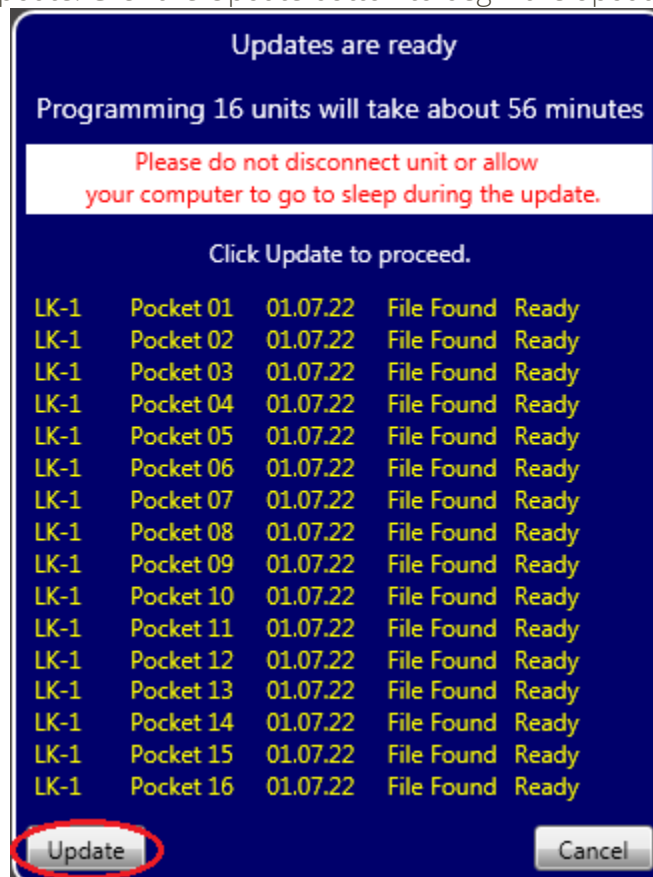 Updates are ready
Programming 16 units will take about 56 minutes
Please do not disconnect unit or allow
your computer to go to sleep during the update.
Click Update to proceed.
LK-1 Pocket 01 01.07.22 File Found Ready
LK-1 Pocket 02 01.07.22 File Found Ready
LK-1 Pocket 03 01.07.22 File Found Ready
LK-1 Pocket 04 01.07.22 File Found Ready
LK-1 Pocket 05 01.07.22 File Found Ready
LK-1 Pocket 06 01.07.22 File Found Ready
LK-1 Pocket 07 01.07.22 File Found Ready
LK-1 Pocket 08 01.07.22 File Found Ready
LK-1 Pocket 09 01.07.22 File Found Ready
LK-1 Pocket 10 01.07.22 File Found Ready
LK-1 Pocket 11 01.07.22 File Found Ready
LK-1 Pocket 12 01.07.22 File Found Ready
LK-1 Pocket 13 01.07.22 File Found Ready
LK-1 Pocket 14 01.07.22 File Found Ready
LK-1 Pocket 15 01.07.22 File Found Ready
LK-1 Pocket 16 01.07.22 File Found Ready
Update Cancel